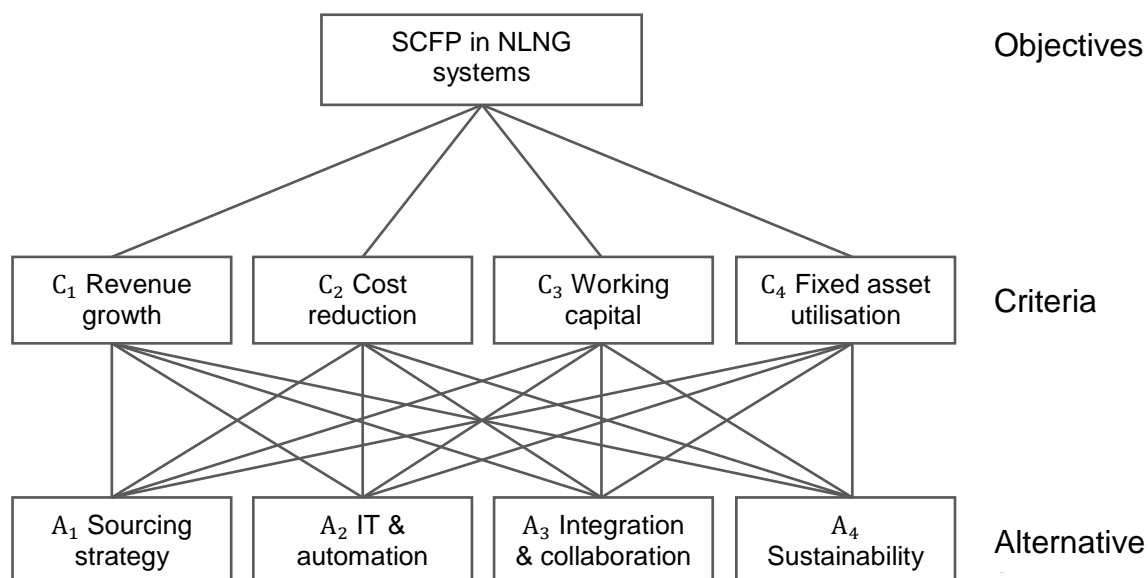 SCFP in NLNG
systems
Objectives
C₁ Revenue
growth
C₂ Cost
reduction
C₃ Working
capital
C₄ Fixed asset
utilisation
Criteria
A₁ Sourcing
strategy
A₂ IT &
automation
A₃ Integration
& collaboration
A₄
Sustainability
Alternative